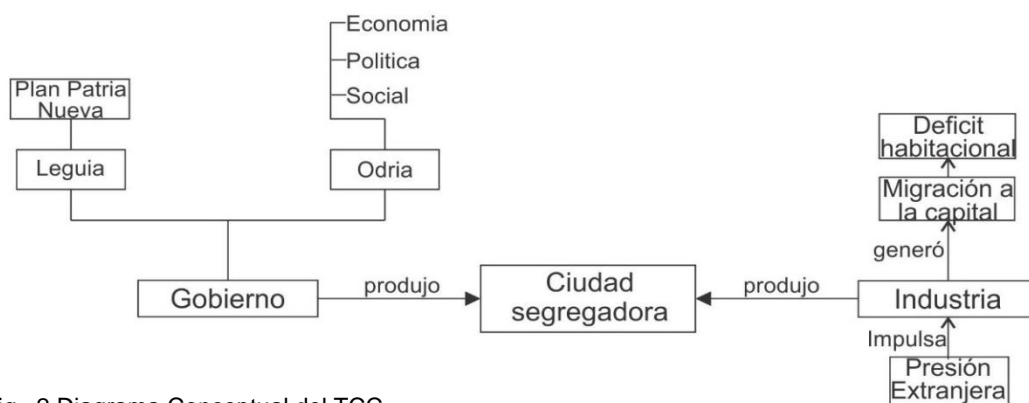 Economia
Politica
Social
Plan Patria
Nueva
Leguia
Odria
Deficit
habitacional
Migración a
la capital
generó
Gobierno
produjo
Ciudad
segregadora
produjo
Industria
Impulsa
Presión
Extranjera
Diagrama Conceptual del TCC